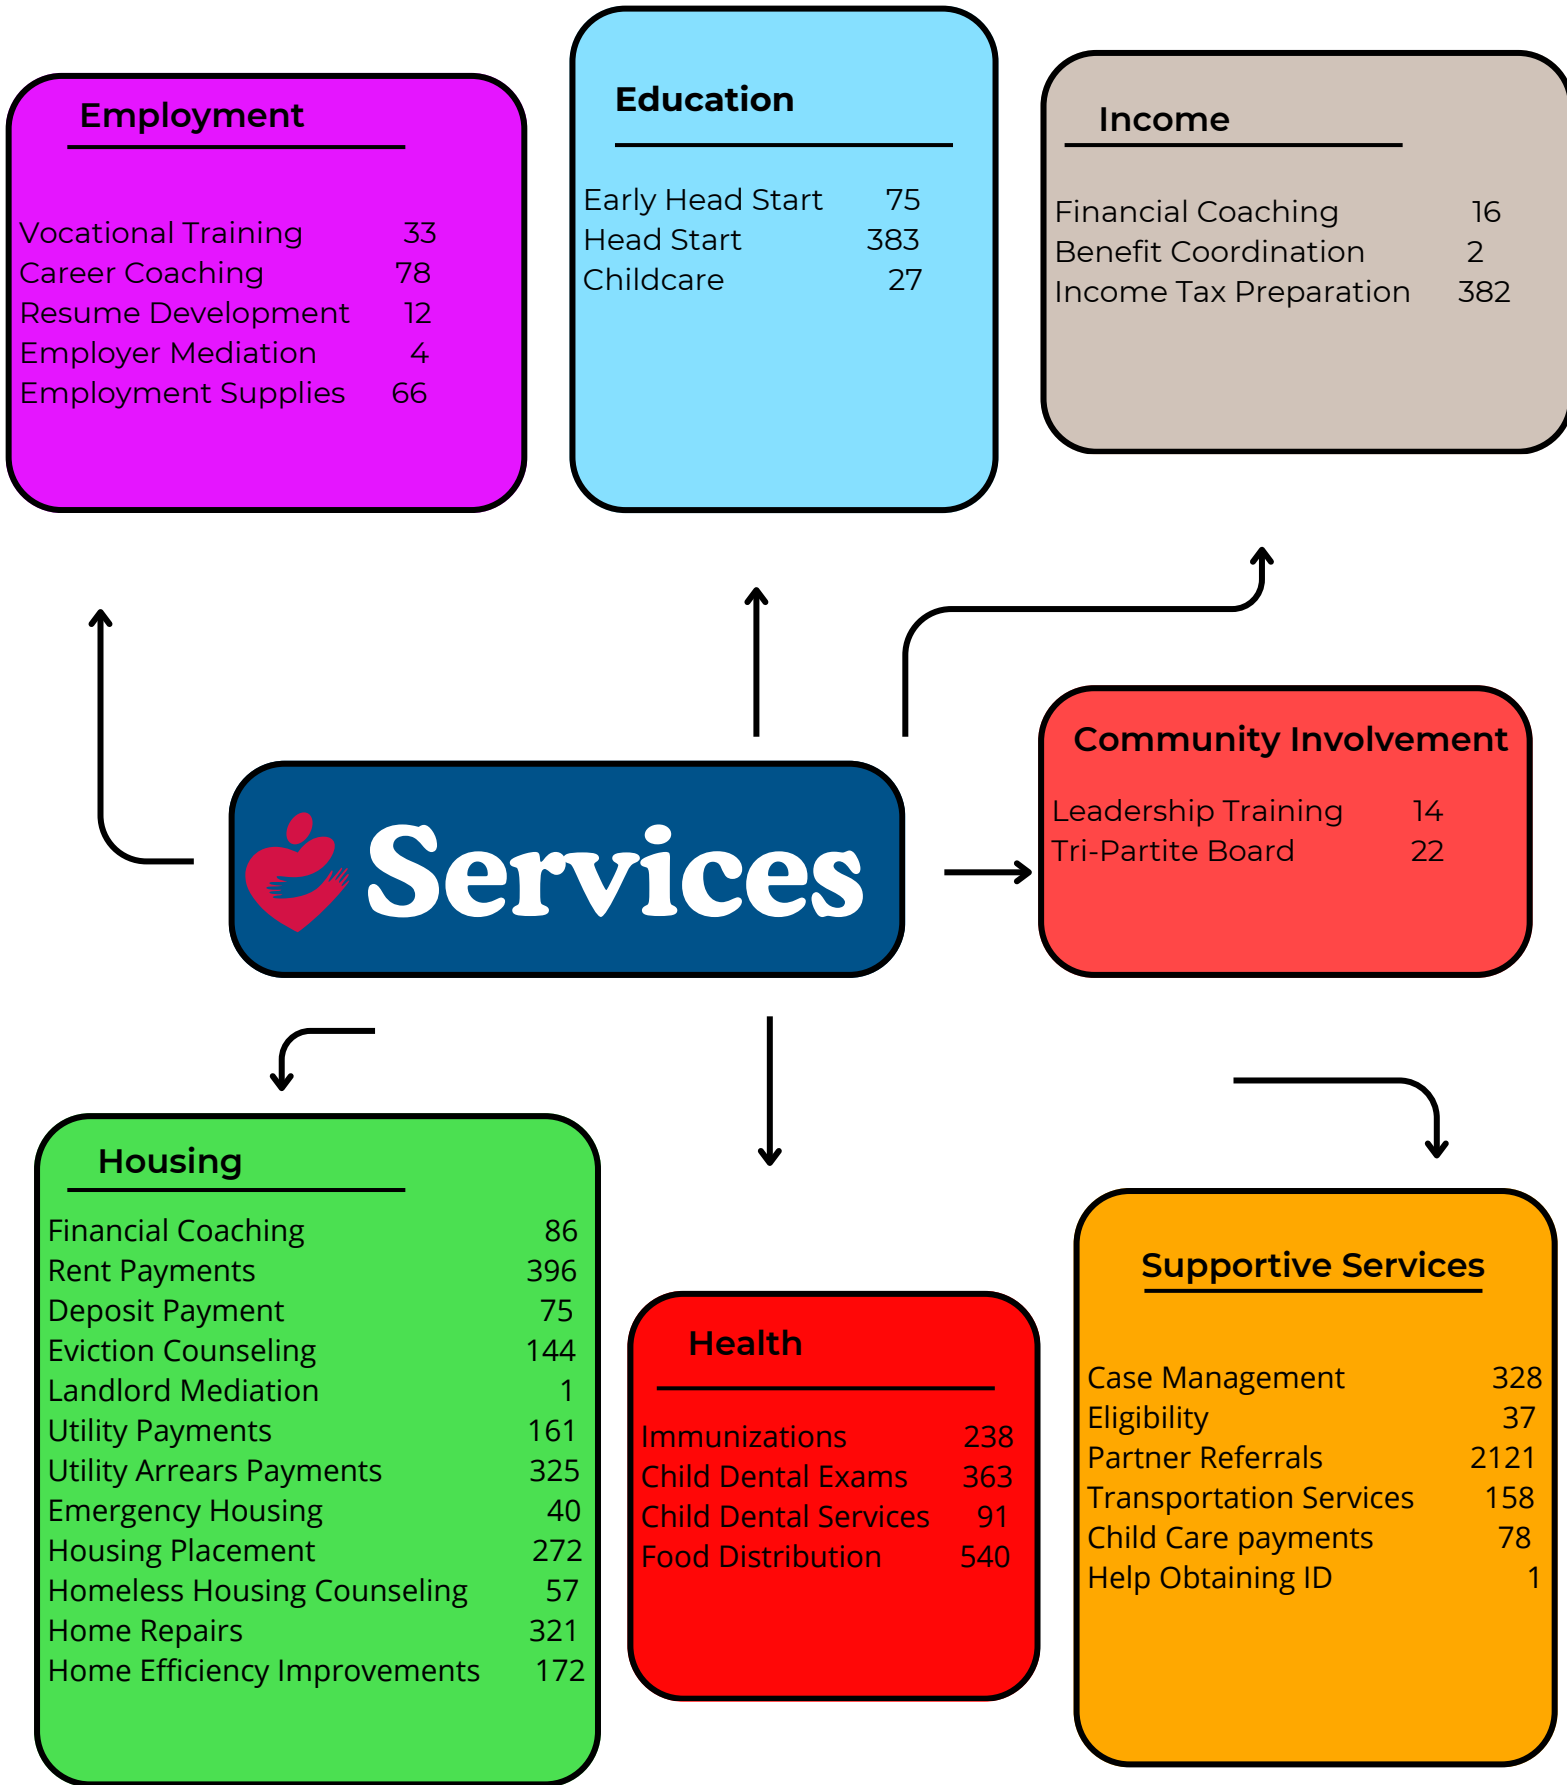 Employment
Vocational Training 33
Career Coaching 78
Resume Development 12
Employer Mediation 4
Employment Supplies 66
Education
Early Head Start 75
Head Start 383
Childcare 27
Income
Financial Coaching 16
Benefit Coordination 2
Income Tax Preparation 382
Services
Community Involvement
Leadership Training 14
Tri-Partite Board 22
Housing
Financial Coaching 86
Rent Payments 396
Deposit Payment 75
Eviction Counseling 144
Landlord Mediation 1
Utility Payments 161
Utility Arrears Payments 325
Emergency Housing 40
Housing Placement 272
Homeless Housing Counseling 57
Home Repairs 321
Home Efficiency Improvements 172
Health
Immunizations 238
Child Dental Exams 363
Child Dental Services 91
Food Distribution 540
Supportive Services
Case Management 328
Eligibility 37
Partner Referrals 2121
Transportation Services 158
Child Care payments 78
Help Obtaining ID 1